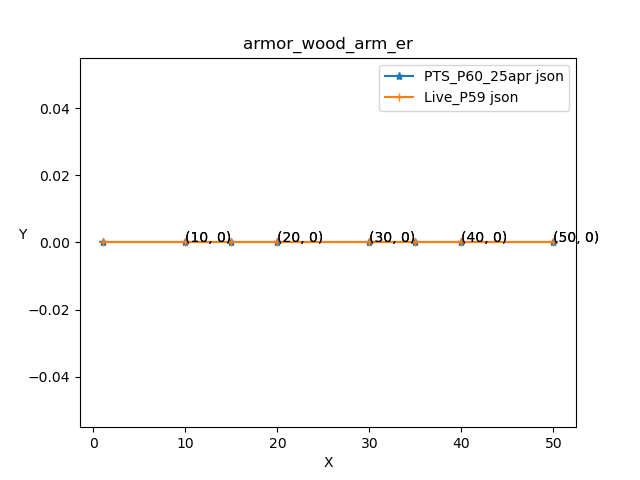 armor_wood_arm_er
PTS_P60_25apr json
Live_P59 json
0.04
0.02
0.00
−0.02
−0.04
Y
(10, 0) (20, 0) (30, 0) (40, 0) (50, 0)
0 10 20 30 40 50
X